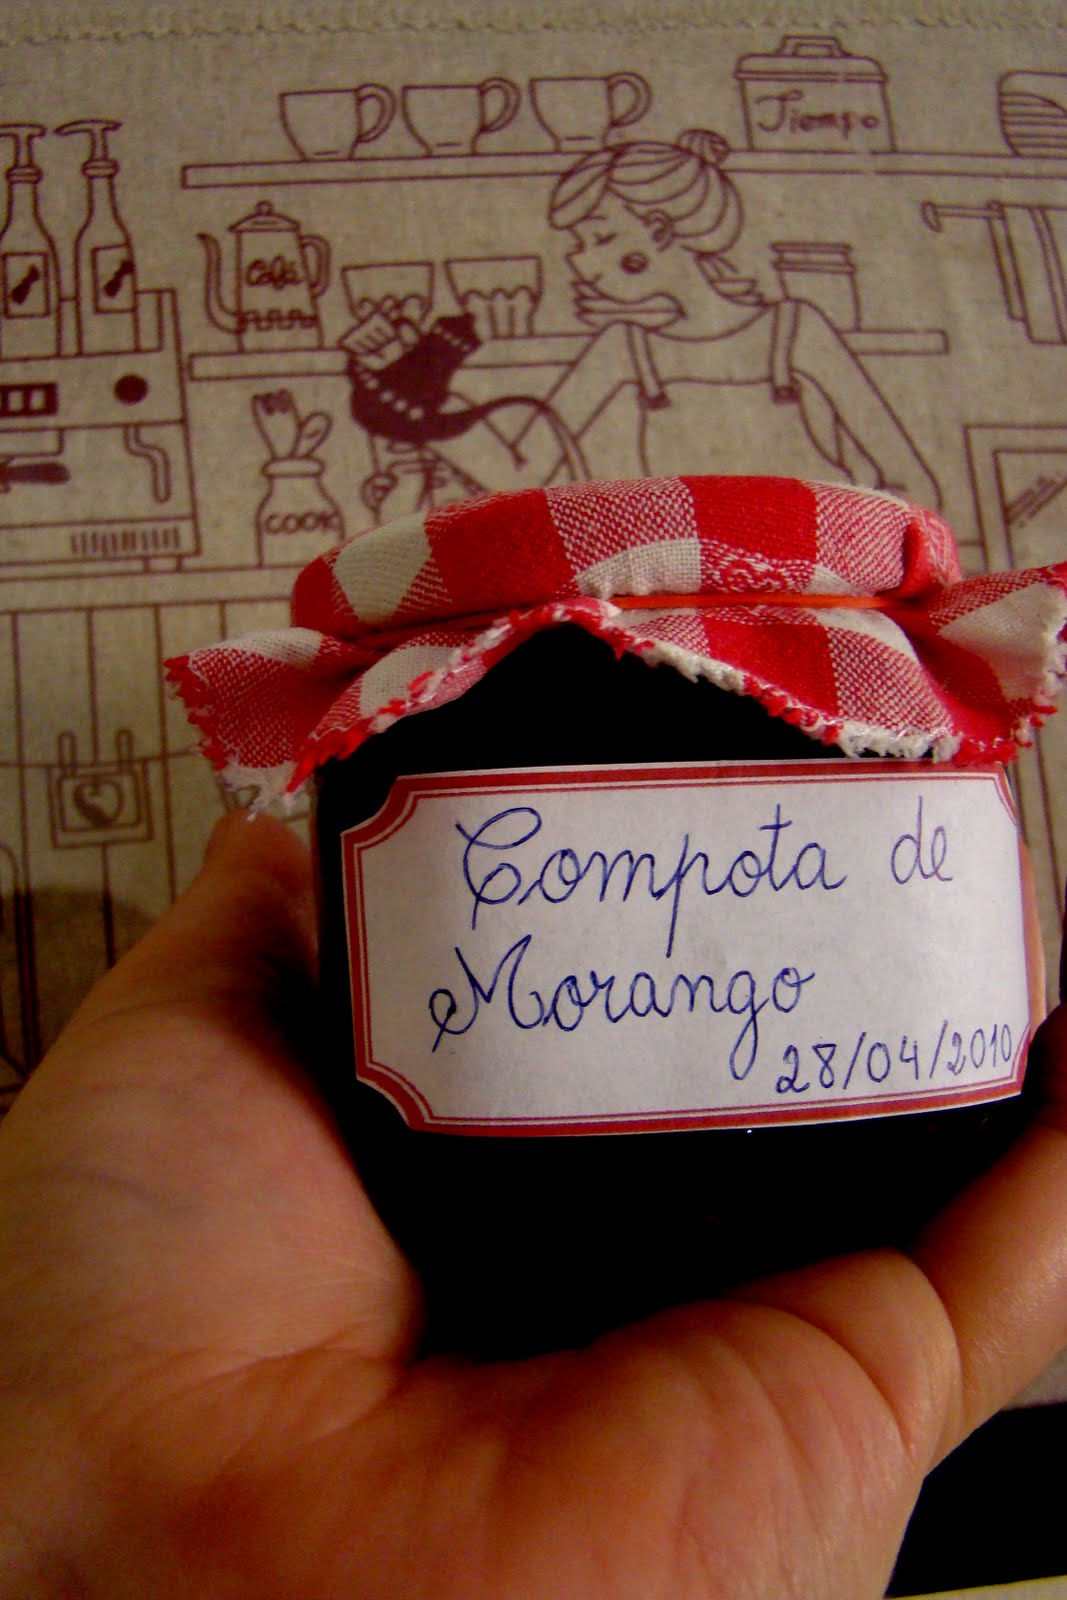 Tiempo
Café
COOK
Compota de
Morango
28/04/2010